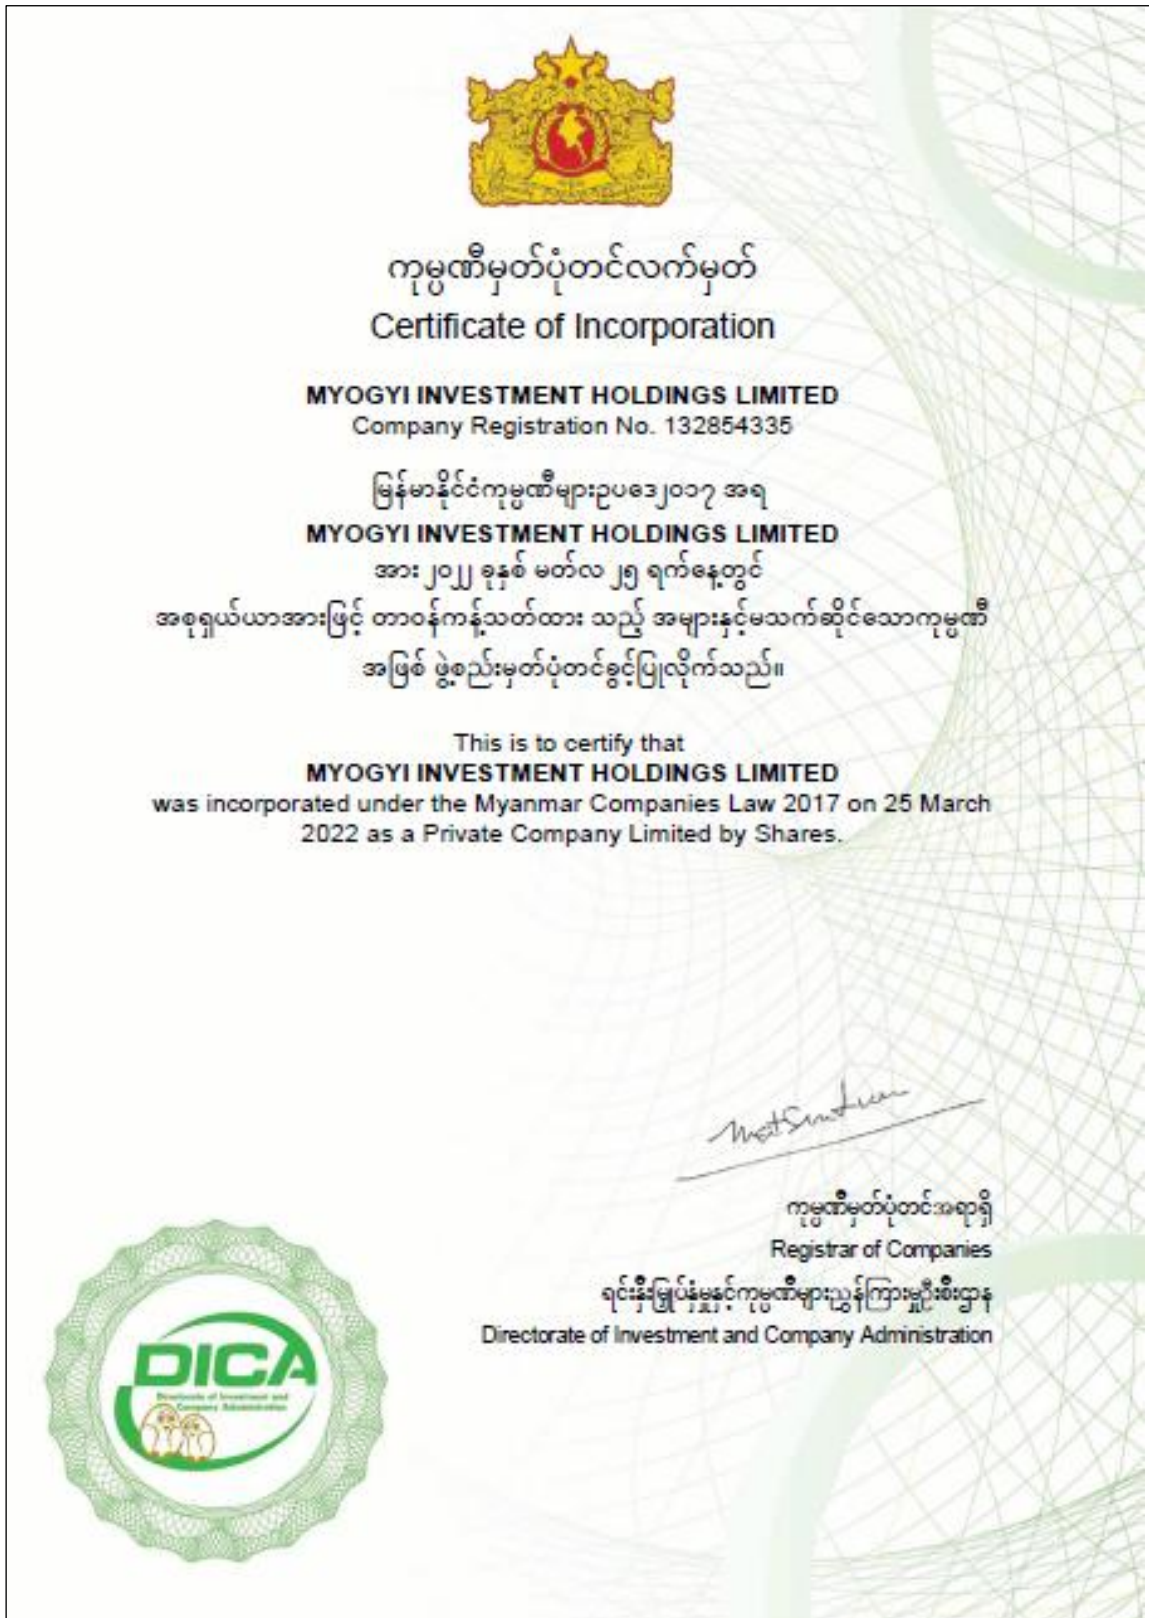 ကုမ္ပဏီမှတ်ပုံတင်လက်မှတ်
Certificate of Incorporation
MYOGYI INVESTMENT HOLDINGS LIMITED
Company Registration No. 132854335
မြန်မာနိုင်ငံကုမ္ပဏီများဥပဒေ၂၀၁၇ အရ
MYOGYI INVESTMENT HOLDINGS LIMITED
အား၂၀၂၂ ခုနှစ် မတ်လ ၂၅ ရက်နေ့တွင်
အစုရှယ်ယာအားဖြင့် တာဝန်ကန့်သတ်ထား သည့် အများနှင့်မသက်ဆိုင်သောကုမ္ပဏီ
အဖြစ် ဖွဲ့စည်းမှတ်ပုံတင်ခွင့်ပြုလိုက်သည်။
This is to certify that
MYOGYI INVESTMENT HOLDINGS LIMITED
was incorporated under the Myanmar Companies Law 2017 on 25 March
2022 as a Private Company Limited by Shares.
ကုမ္ပဏီမှတ်ပုံတင်အရာရှိ
Registrar of Companies
ရင်းနှီးမြှုပ်နှံမှုနှင့်ကုမ္ပဏီများညွှန်ကြားမှုဦးစီးဌာန
Directorate of Investment and Company Administration
DICA
Directorate of Investment and
Company Administration